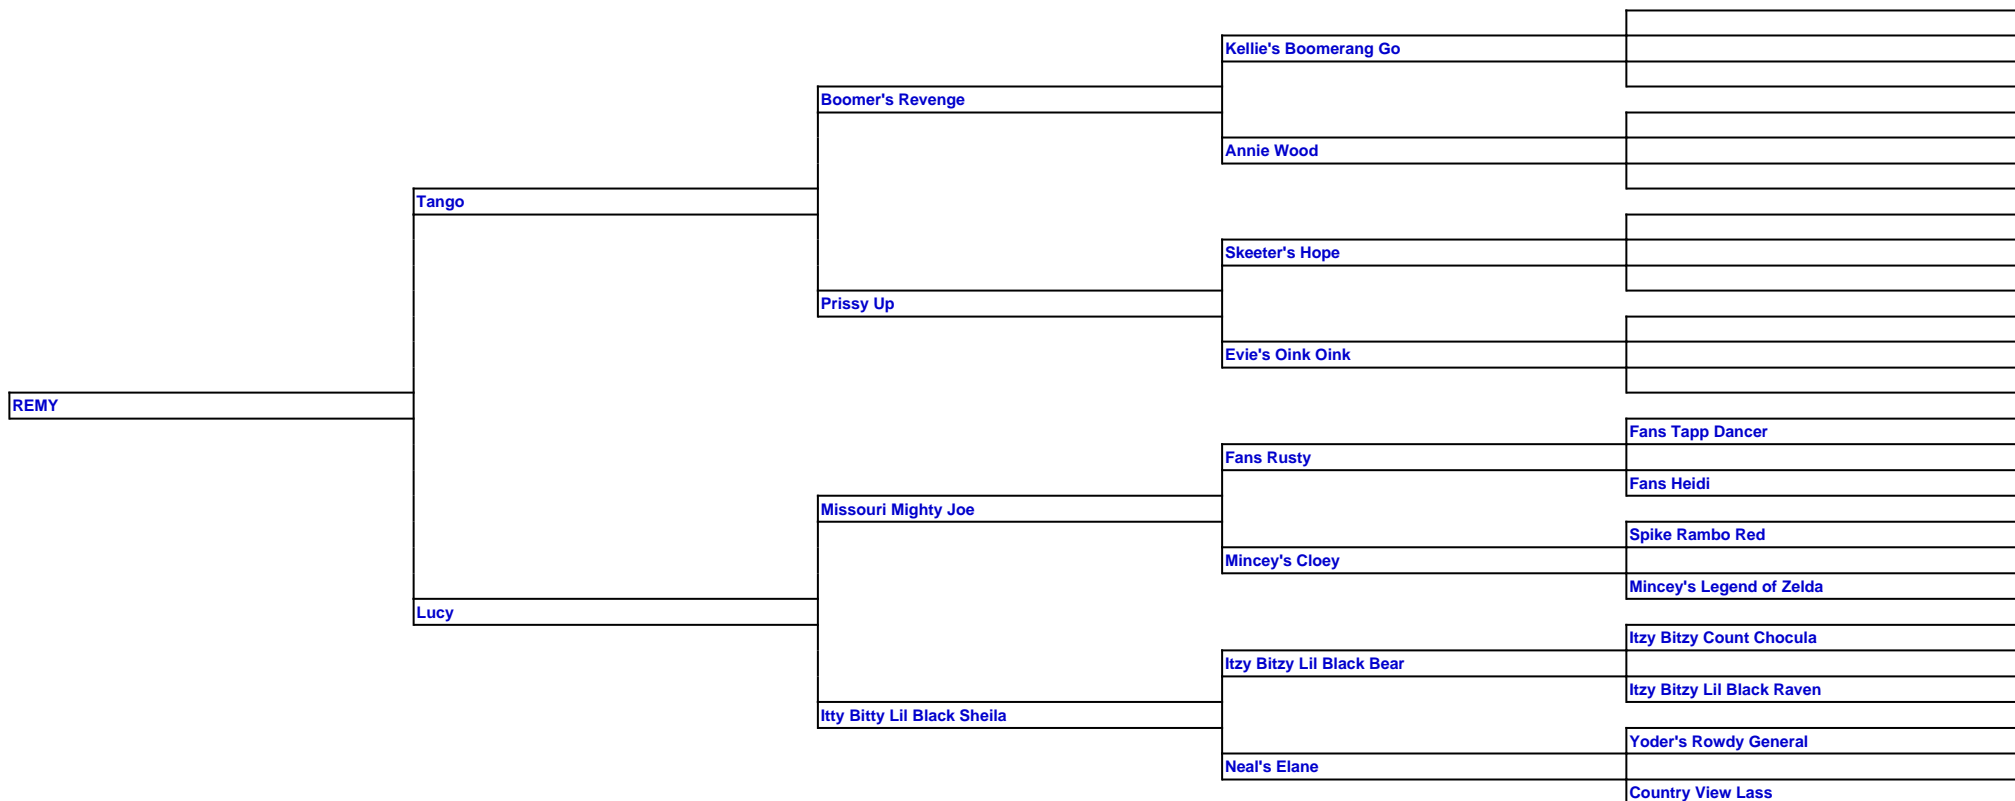 Kellie's Boomerang Go
Boomer's Revenge
Annie Wood
Tango
Skeeter's Hope
Prissy Up
Evie's Oink Oink
REMY
Fans Tapp Dancer
Fans Rusty
Fans Heidi
Missouri Mighty Joe
Spike Rambo Red
Mincey's Cloey
Mincey's Legend of Zelda
Lucy
Itzy Bitzy Count Chocula
Itzy Bitzy Lil Black Bear
Itzy Bitzy Lil Black Raven
Itty Bitty Lil Black Sheila
Yoder's Rowdy General
Neal's Elane
Country View Lass